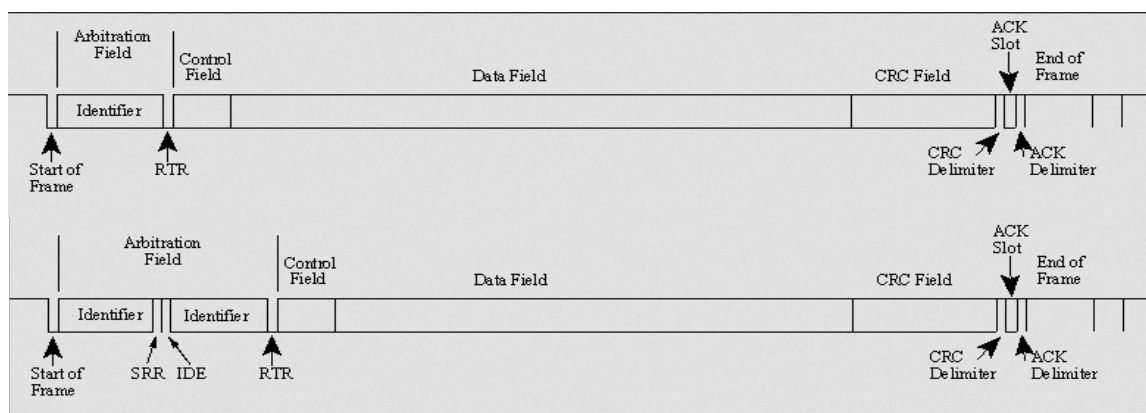 ACK
Slot
Arbitration
Field
Control
Field
Data Field
CRC Field
End of
Frame
Identifier
Start of
Frame
RTR
CRC
Delimiter
ACK
Delimiter
ACK
Slot
Arbitration
Field
Control
Field
Data Field
CRC Field
End of
Frame
Identifier
Identifier
Start of
Frame
SRR
IDE
RTR
CRC
Delimiter
ACK
Delimiter